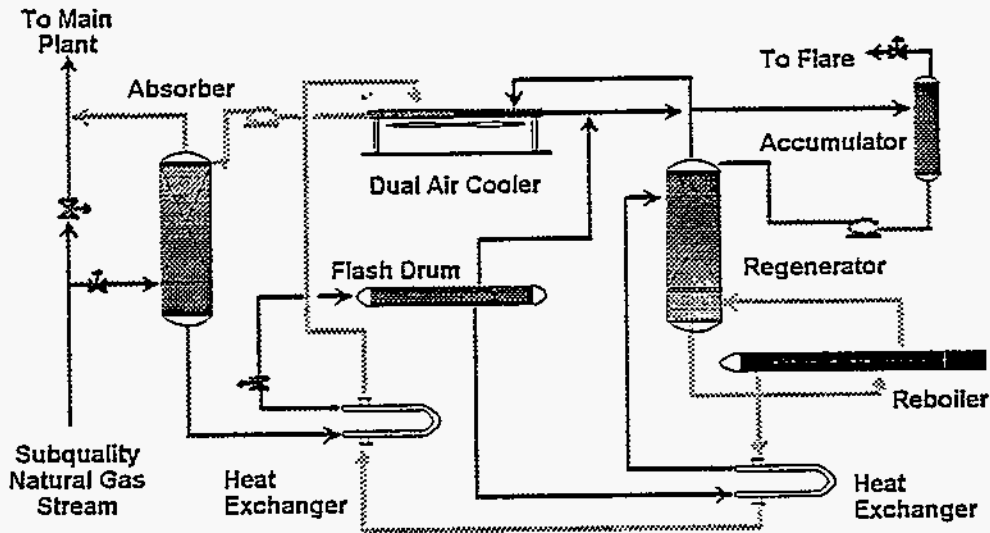 To Main
Plant
Absorber
To Flare
Accumulator
Dual Air Cooler
Flash Drum
Regenerator
Reboiler
Subquality
Natural Gas
Stream
Heat
Exchanger
Heat
Exchanger